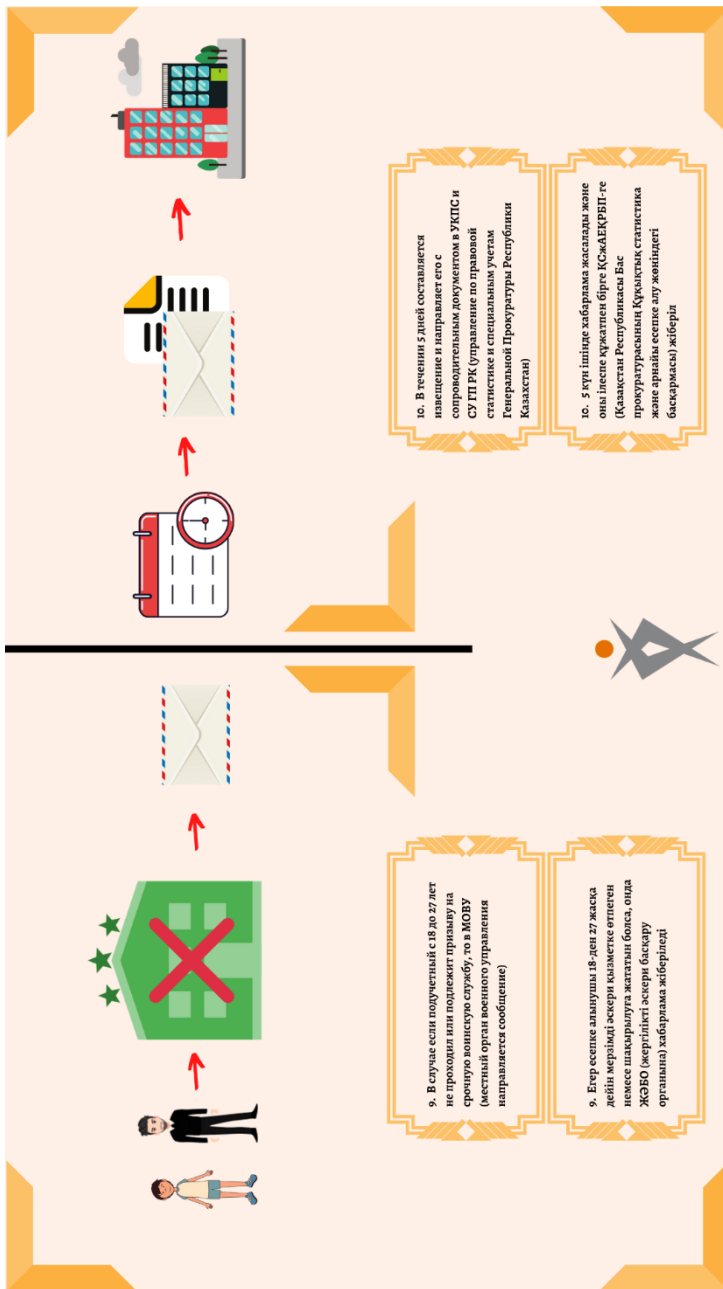 9. В случае если подучетный с 18 до 27 лет
не проходил или подлежит призыву на
срочную воинскую службу, то в МОВУ
(местный орган военного управления
направляется сообщение)
9. Егер есепке алынушы 18-ден 27 жасқа
дейін мерзімді әскери қызметке өтпеген
немесе шақырылуға жататын болса, онда
ЖӘБО (жергілікті әскери басқару
органына) хабарлама жіберіледі
10. В течении 5 дней составляется
извещение и направляет его с
сопроводительным документом в УКПС и
СУ ГП РК (управление по правовой
статистике и специальным учетам
Генеральной Прокуратуры Республики
Казахстан)
10. 5 күн ішінде хабарлама жасалады және
оны ілеспе құжатпен бірге ҚСжАЕҚРБП-ге
(Қазақстан Республикасы Бас
прокуратурасының Құқықтық статистика
және арнайы есепке алу жөніндегі
басқармасы) жіберіл